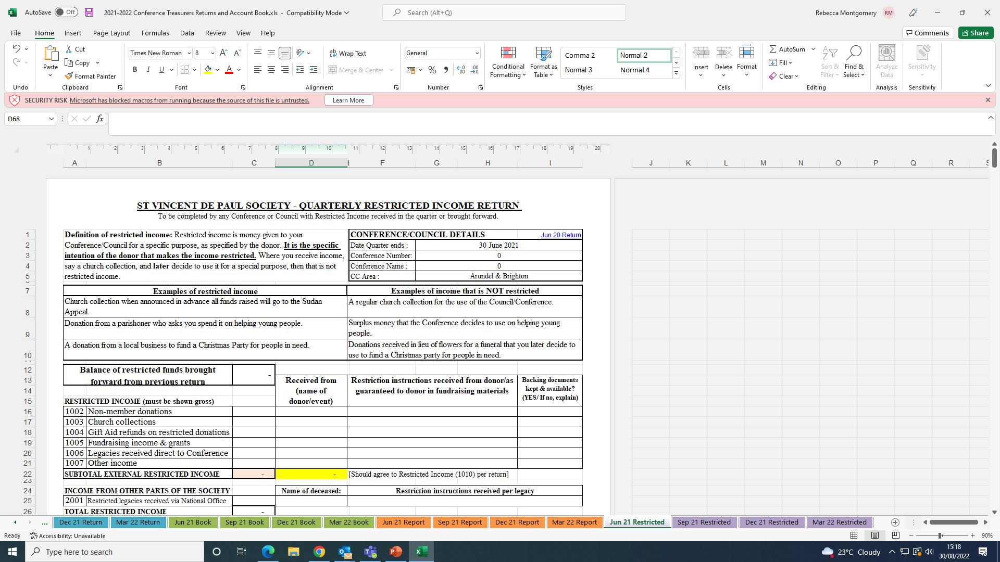 AutoSave Off 2021-2022 Conference Treasurers Returns and Account Book.xls - Compatibility Mode Search (Alt+Q) Rebecca Montgomery RM
File Home Insert Page Layout Formulas Data Review View Help Comments Share
Cut
Copy
Format Painter
Paste
Times New Roman 8
B I U
Wrap Text
Merge & Center
General
Conditional Formatting
Format as Table
Comma 2 Normal 2
Normal 3 Normal 4
Insert Delete Format
AutoSum
Fill
Clear
Sort & Filter
Find & Select
Analyze Data
Sensitivity
Undo Clipboard Font Alignment Number Styles Cells Editing Analysis Sensitivity
SECURITY RISK Microsoft has blocked macros from running because the source of this file is untrusted. Learn More
D68 fx
1 2 3 4 5 6 7 8 9 10 11 12 13 14 15 16 17 18 19 20
A B C D E F G H I J K L M N O P Q R S
ST VINCENT DE PAUL SOCIETY - QUARTERLY RESTRICTED INCOME RETURN
To be completed by any Conference or Council with Restricted Income received in the quarter or brought forward.
1 Definition of restricted income: Restricted income is money given to your CONFERENCE/COUNCIL DETAILS Jun 20 Return
2 Conference/Council for a specific purpose, as specified by the donor. It is the specific Date Quarter ends : 30 June 2021
3 intention of the donor that makes the income restricted. Where you receive income, Conference Number: 0
4 say a church collection, and later decide to use it for a special purpose, then that is not Conference Name : 0
5 restricted income. CC Area : Arundel & Brighton
7 Examples of restricted income Examples of income that is NOT restricted
8 Church collection when announced in advance all funds raised will go to the Sudan Appeal. A regular church collection for the use of the Council/Conference.
9 Donation from a parishoner who asks you spend it on helping young people. Surplus money that the Conference decides to use on helping young people.
10 A donation from a local business to fund a Christmas Party for people in need. Donations received in lieu of flowers for a funeral that you later decide to use to fund a Christmas party for people in need.
12 Balance of restricted funds brought forward from previous return -
13 Received from (name of donor/event) Restriction instructions received from donor/as guaranteed to donor in fundraising materials Backing documents kept & available? (YES/ If no, explain)
14
15 RESTRICTED INCOME (must be shown gross)
16 1002 Non-member donations
17 1003 Church collections
18 1004 Gift Aid refunds on restricted donations
19 1005 Fundraising income & grants
20 1006 Legacies received direct to Conference
21 1007 Other income
22 SUBTOTAL EXTERNAL RESTRICTED INCOME - - [Should agree to Restricted Income (1010) per return]
23
24 INCOME FROM OTHER PARTS OF THE SOCIETY Name of deceased: Restriction instructions received per legacy
25 2001 Restricted legacies received via National Office
26 TOTAL RESTRICTED INCOME -
... Dec 21 Return Mar 22 Return Jun 21 Book Sep 21 Book Dec 21 Book Mar 22 Book Jun 21 Report Sep 21 Report Dec 21 Report Mar 22 Report Jun 21 Restricted Sep 21 Restricted Dec 21 Restricted Mar 22 Restricted
Ready Accessibility: Unavailable 90%
Type here to search 23°C Cloudy 15:18
30/08/2022